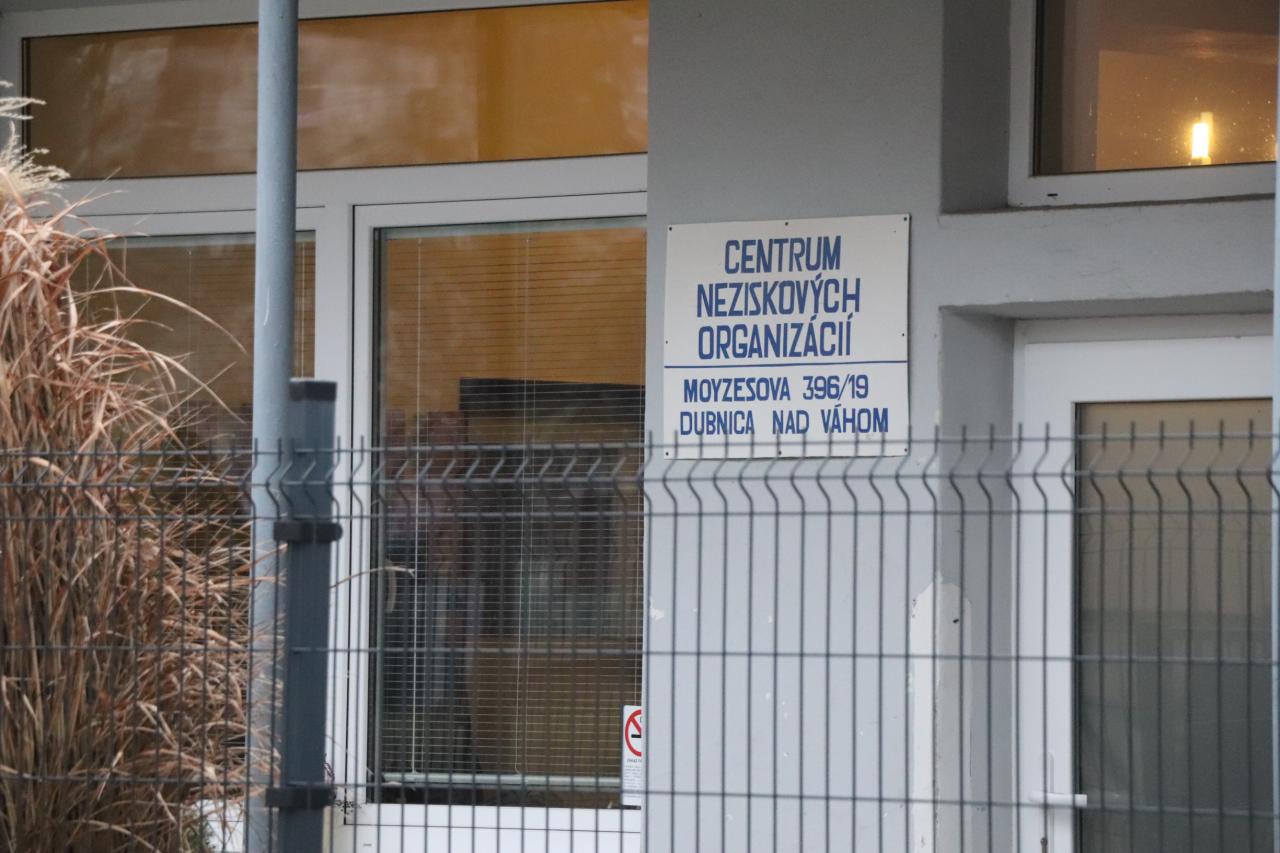 CENTRUM
NEZISKOVÝCH
ORGANIZÁCIÍ
MOYZESOVA 396/19
DUBNICA NAD VÁHOM